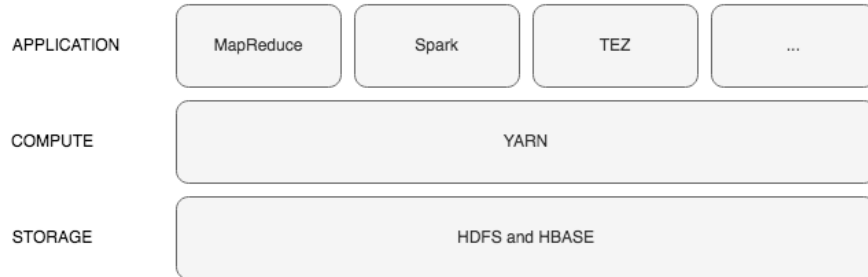 APPLICATION MapReduce Spark TEZ ...
COMPUTE YARN
STORAGE HDFS and HBASE